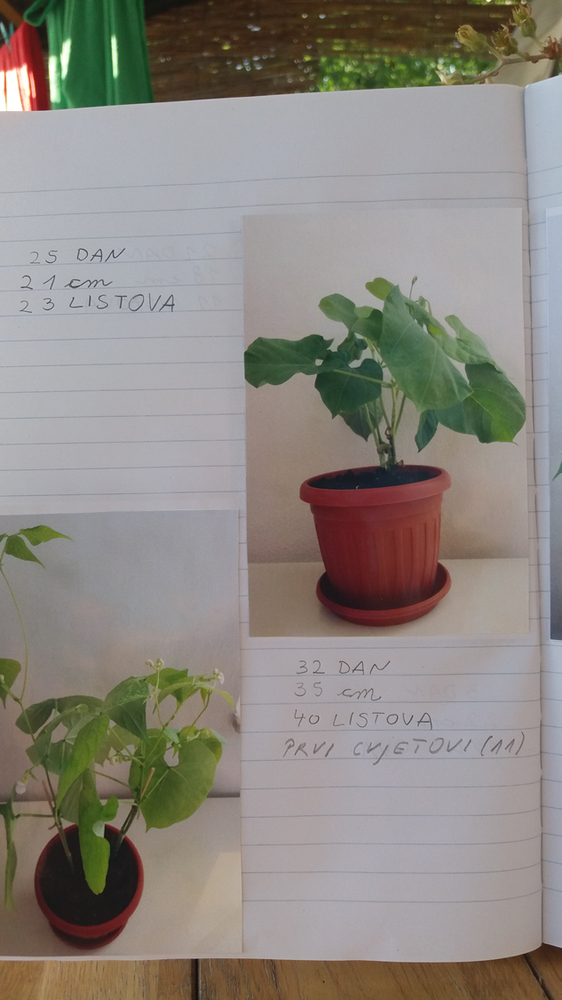 25 DAN
21 cm
23 LISTOVA
32 DAN
35 cm
40 LISTOVA
PRVI CVJETOVI (11)